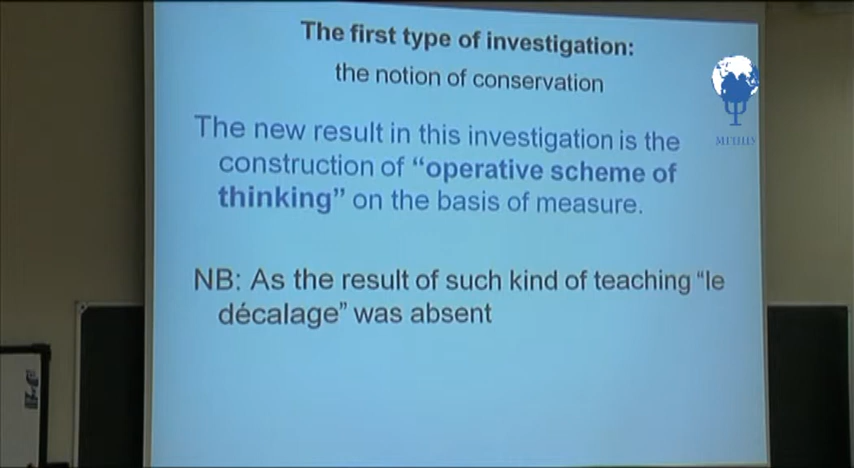 The first type of investigation:
the notion of conservation
The new result in this investigation is the
construction of “operative scheme of
thinking” on the basis of measure.
NB: As the result of such kind of teaching “le
décalage” was absent